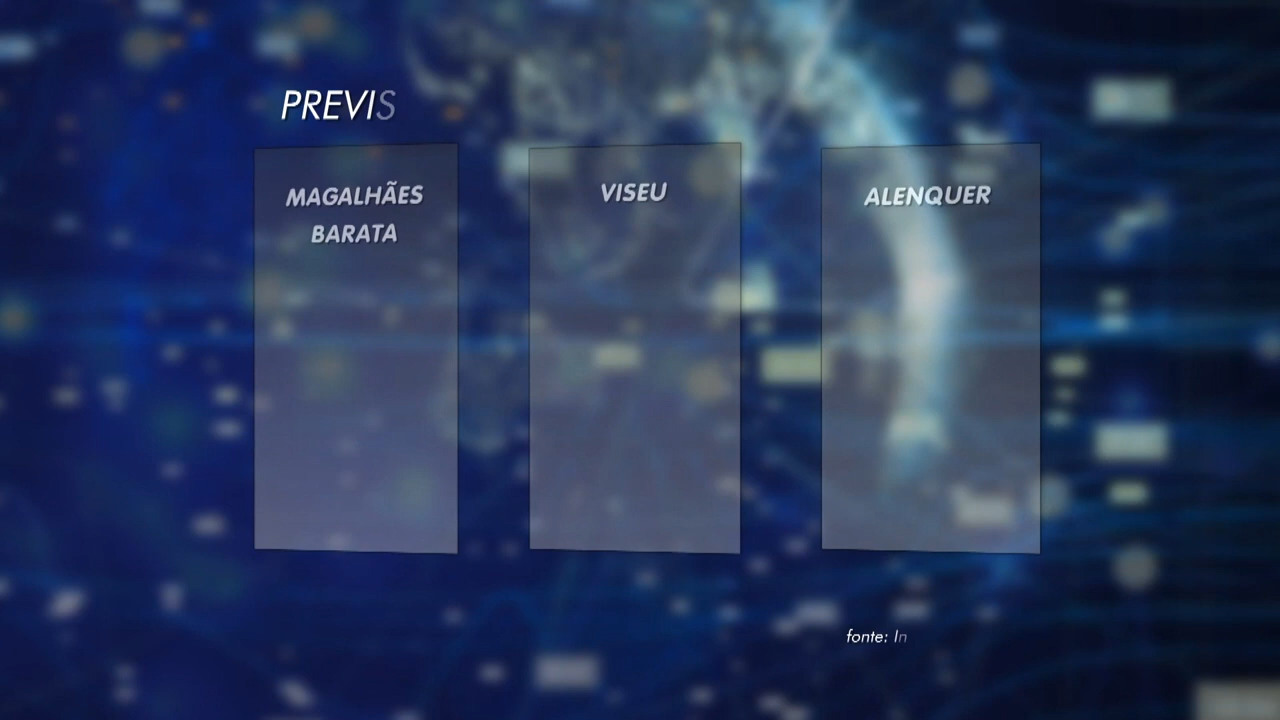 PREVIS
MAGALHÃES
BARATA
VISEU
ALENQUER
fonte: In